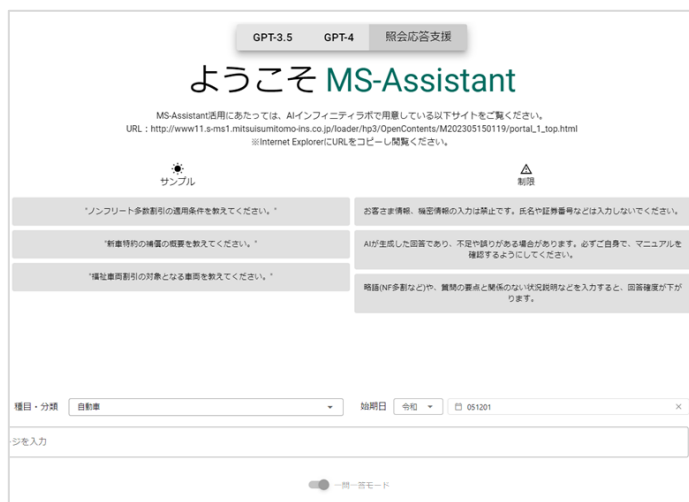 GPT-3.5 GPT-4 照会応答支援
ようこそ MS-Assistant
MS-Assistant活用にあたっては、AIインフィニティラボで用意している以下サイトをご覧ください。
URL：http://www11.s-ms1.mitsuisumitomo-ins.co.jp/loader/hp3/OpenContents/M202305150119/portal_1_top.html
※Internet ExplorerにURLをコピーし閲覧ください。
サンプル
"ノンフリート多数割引の適用条件を教えてください。"
"新車特約の補償の概要を教えてください。"
"福祉車両割引の対象となる車両を教えてください。"
制限
お客さま情報、機密情報の入力は禁止です。氏名や証券番号などは入力しないでください。
AIが生成した回答であり、不足や誤りがある場合があります。必ずご自身で、マニュアルを
確認するようにしてください。
略語(NF多割など)や、質問の要点と関係のない状況説明などを入力すると、回答確度が下が
ります。
種目・分類 自動車 始期日 令和 051201
ージを入力
一問一答モード